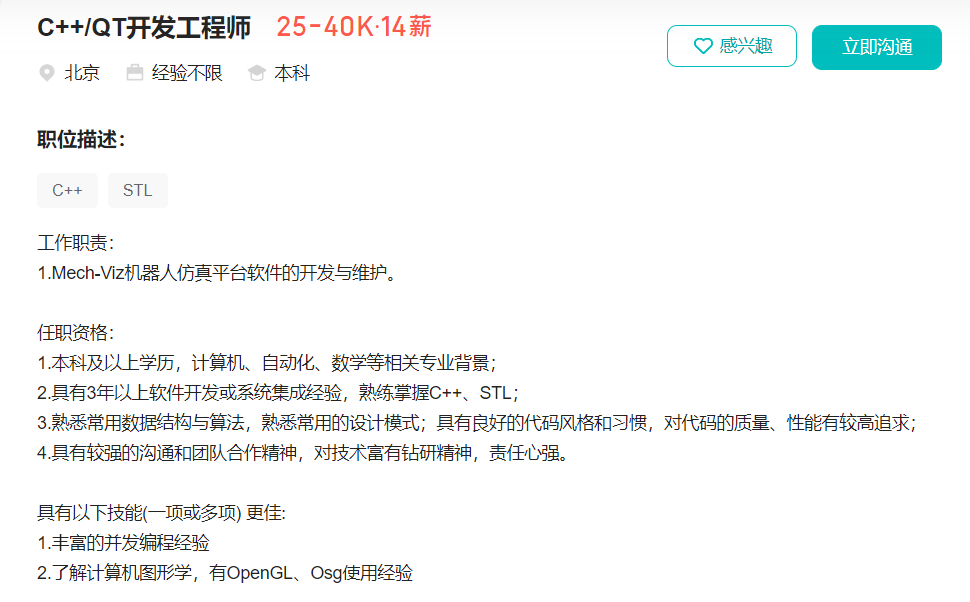 C++/QT开发工程师 25-40K·14薪
感兴趣 立即沟通
北京 经验不限 本科
职位描述：
C++ STL
工作职责：
1.Mech-Viz机器人仿真平台软件的开发与维护。
任职资格：
1.本科及以上学历，计算机、自动化、数学等相关专业背景；
2.具有3年以上软件开发或系统集成经验，熟练掌握C++、STL；
3.熟悉常用数据结构与算法，熟悉常用的设计模式；具有良好的代码风格和习惯，对代码的质量、性能有较高追求；
4.具有较强的沟通和团队合作精神，对技术富有钻研精神，责任心强。
具有以下技能(一项或多项) 更佳:
1.丰富的并发编程经验
2.了解计算机图形学，有OpenGL、Osg使用经验